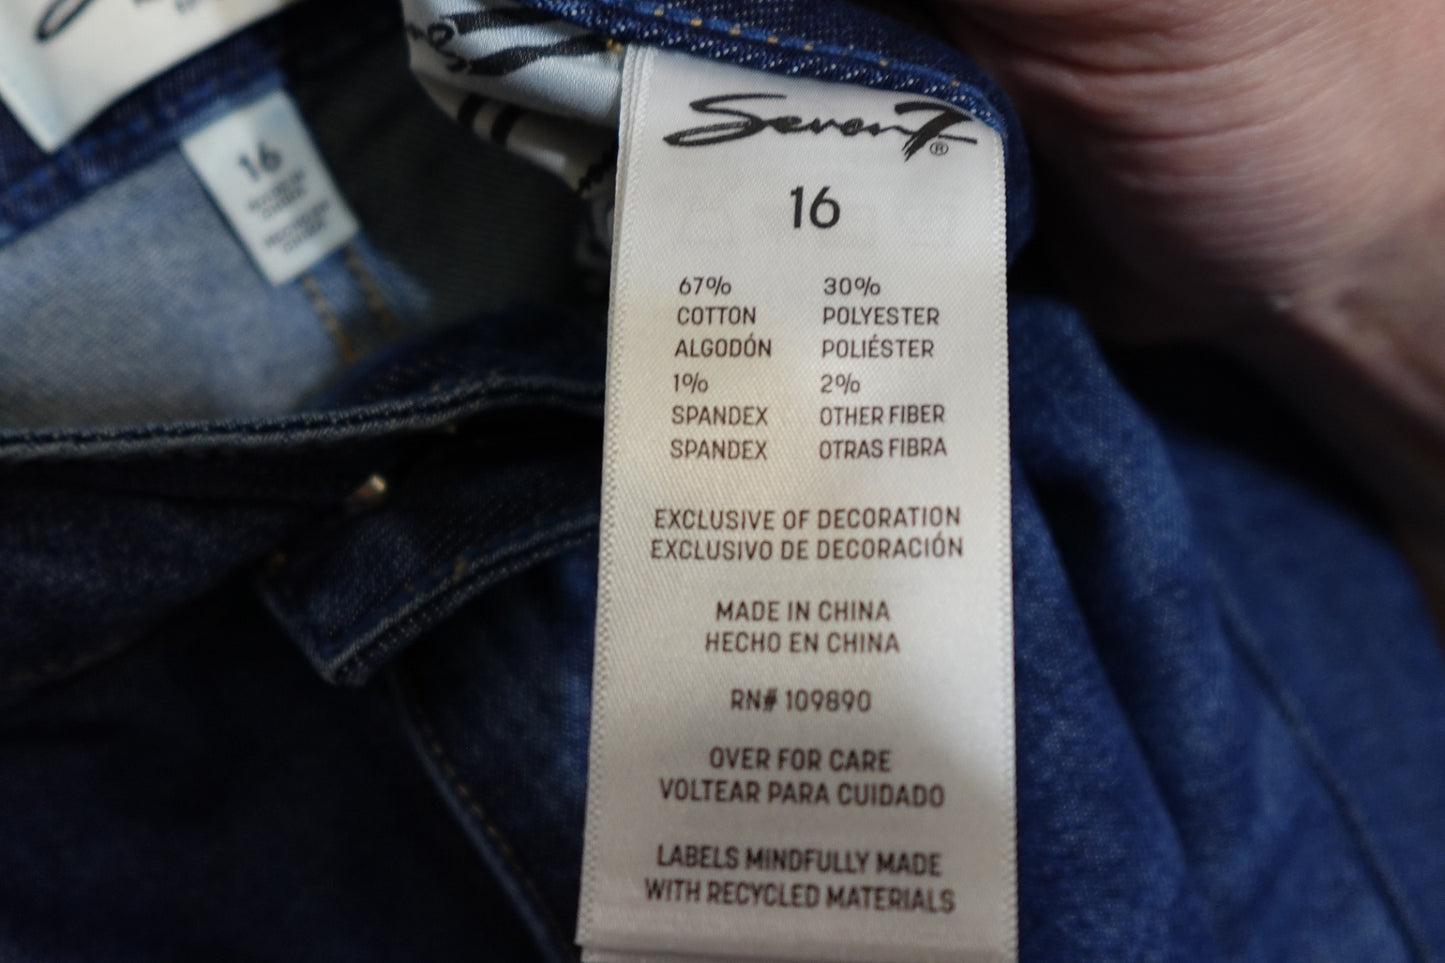 Seven7®
16
67% 30%
COTTON POLYESTER
ALGODÓN POLIÉSTER
1% 2%
SPANDEX OTHER FIBER
SPANDEX OTRAS FIBRA
EXCLUSIVE OF DECORATION
EXCLUSIVO DE DECORACIÓN
MADE IN CHINA
HECHO EN CHINA
RN# 109890
OVER FOR CARE
VOLTEAR PARA CUIDADO
LABELS MINDFULLY MADE
WITH RECYCLED MATERIALS
16